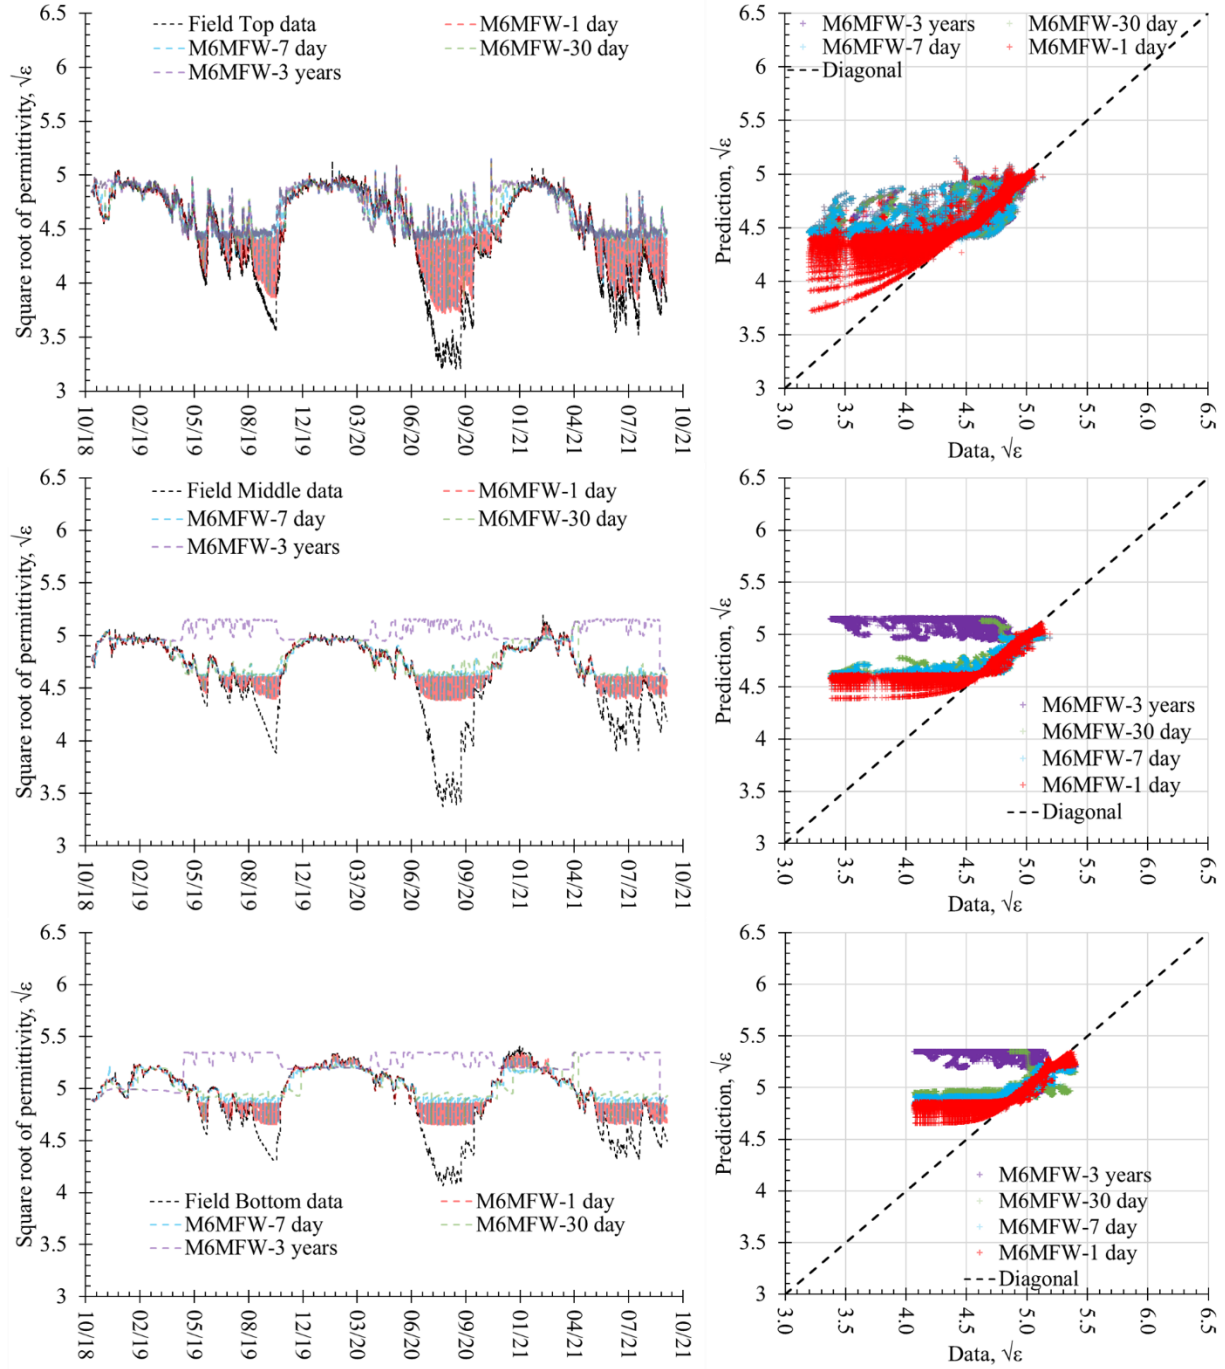 Field Top data
M6MFW-1 day
M6MFW-7 day
M6MFW-30 day
M6MFW-3 years
Square root of permittivity, √ε
6.5
6
5.5
5
4.5
4
3.5
3
10/18
02/19
05/19
08/19
12/19
03/20
06/20
09/20
01/21
04/21
07/21
10/21
M6MFW-3 years
M6MFW-30 day
M6MFW-7 day
M6MFW-1 day
Diagonal
Prediction, √ε
6.5
6
5.5
5
4.5
4
3.5
3
3.0
3.5
4.0
4.5
5.0
5.5
6.0
6.5
Data, √ε
Field Middle data
M6MFW-1 day
M6MFW-7 day
M6MFW-30 day
M6MFW-3 years
Square root of permittivity, √ε
6.5
6
5.5
5
4.5
4
3.5
3
10/18
02/19
05/19
08/19
12/19
03/20
06/20
09/20
01/21
04/21
07/21
10/21
Prediction, √ε
6.5
6
5.5
5
4.5
4
3.5
3
M6MFW-3 years
M6MFW-30 day
M6MFW-7 day
M6MFW-1 day
Diagonal
3.0
3.5
4.0
4.5
5.0
5.5
6.0
6.5
Data, √ε
Square root of permittivity, √ε
6.5
6
5.5
5
4.5
4
3.5
3
Field Bottom data
M6MFW-1 day
M6MFW-7 day
M6MFW-30 day
M6MFW-3 years
10/18
02/19
05/19
08/19
12/19
03/20
06/20
09/20
01/21
04/21
07/21
10/21
Prediction, √ε
6.5
6
5.5
5
4.5
4
3.5
3
M6MFW-3 years
M6MFW-30 day
M6MFW-7 day
M6MFW-1 day
Diagonal
3.0
3.5
4.0
4.5
5.0
5.5
6.0
6.5
Data, √ε